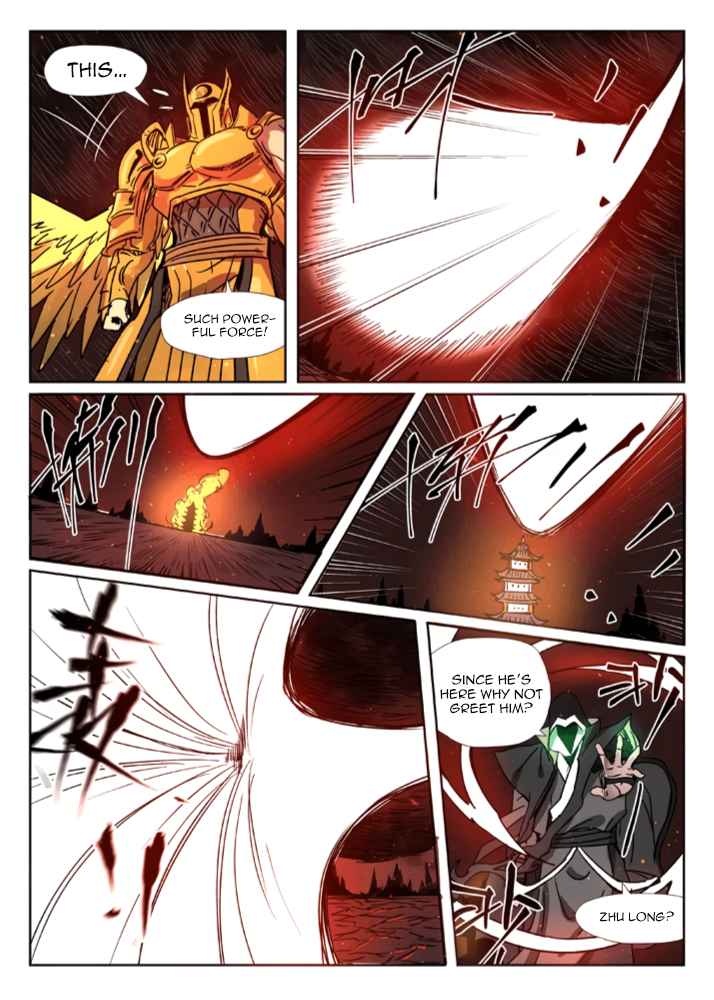 THIS...
SUCH POWER-
FUL FORCE!
SINCE HE'S
HERE WHY NOT
GREET HIM?
ZHU LONG?